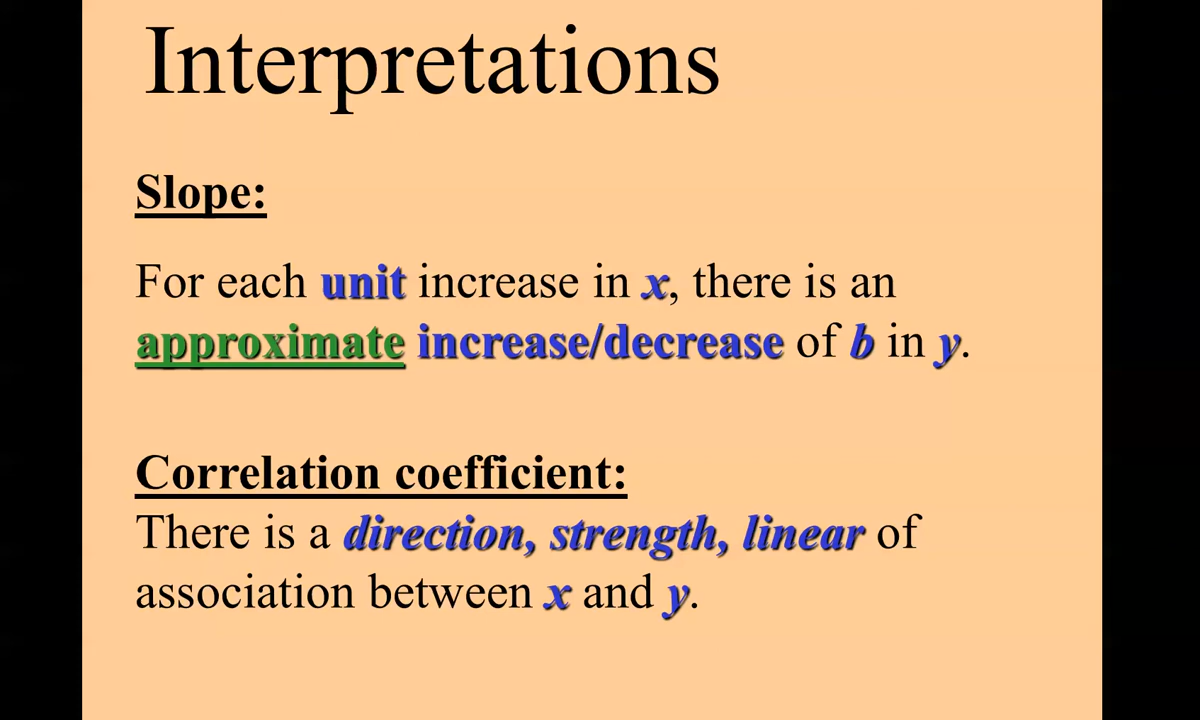 Interpretations
Slope:
For each unit increase in x, there is an
approximate increase/decrease of b in y.
Correlation coefficient:
There is a direction, strength, linear of
association between x and y.